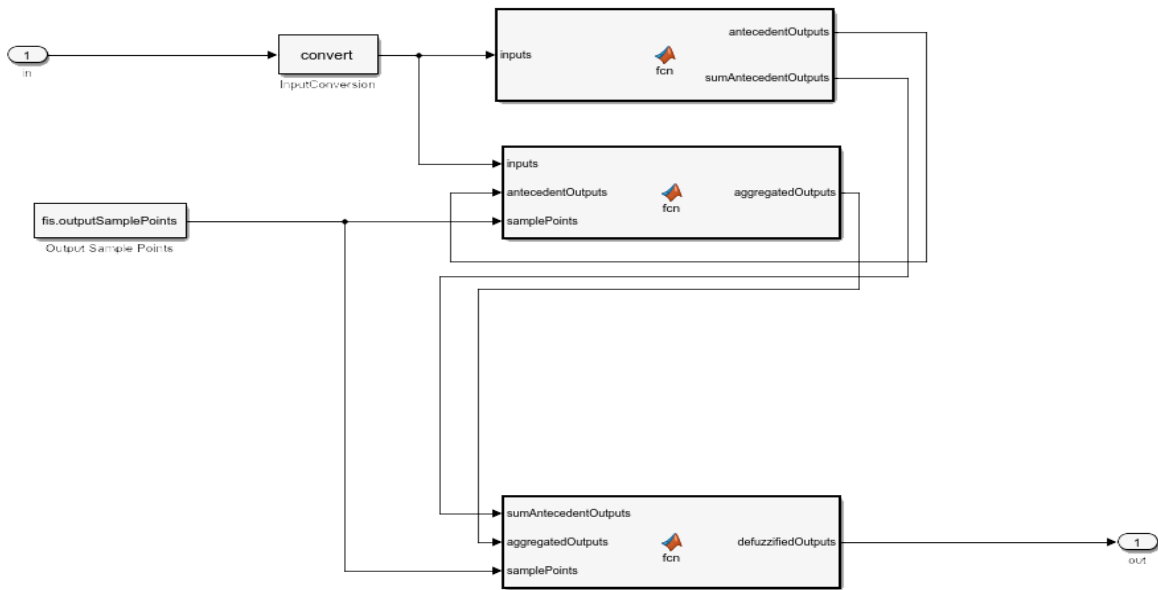 1
in
convert
InputConversion
inputs
fcn
antecedentOutputs
sumAntecedentOutputs
inputs
antecedentOutputs
samplePoints
fcn
aggregatedOutputs
fis.outputSamplePoints
Output Sample Points
sumAntecedentOutputs
aggregatedOutputs
samplePoints
fcn
defuzzifiedOutputs
1
out